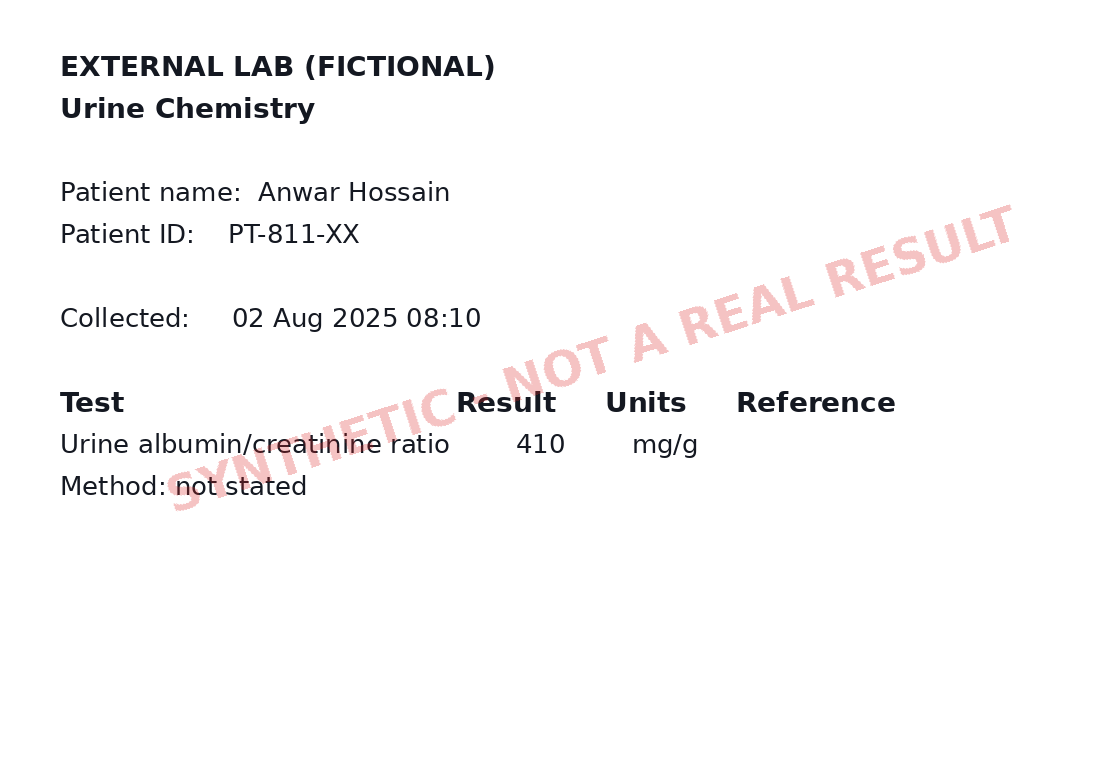 EXTERNAL LAB (FICTIONAL)
Urine Chemistry
Patient name: Anwar Hossain
Patient ID: PT-811-XX
Collected: 02 Aug 2025 08:10
Test Result Units Reference
Urine albumin/creatinine ratio 410 mg/g
Method: not stated
SYNTHETIC - NOT A REAL RESULT